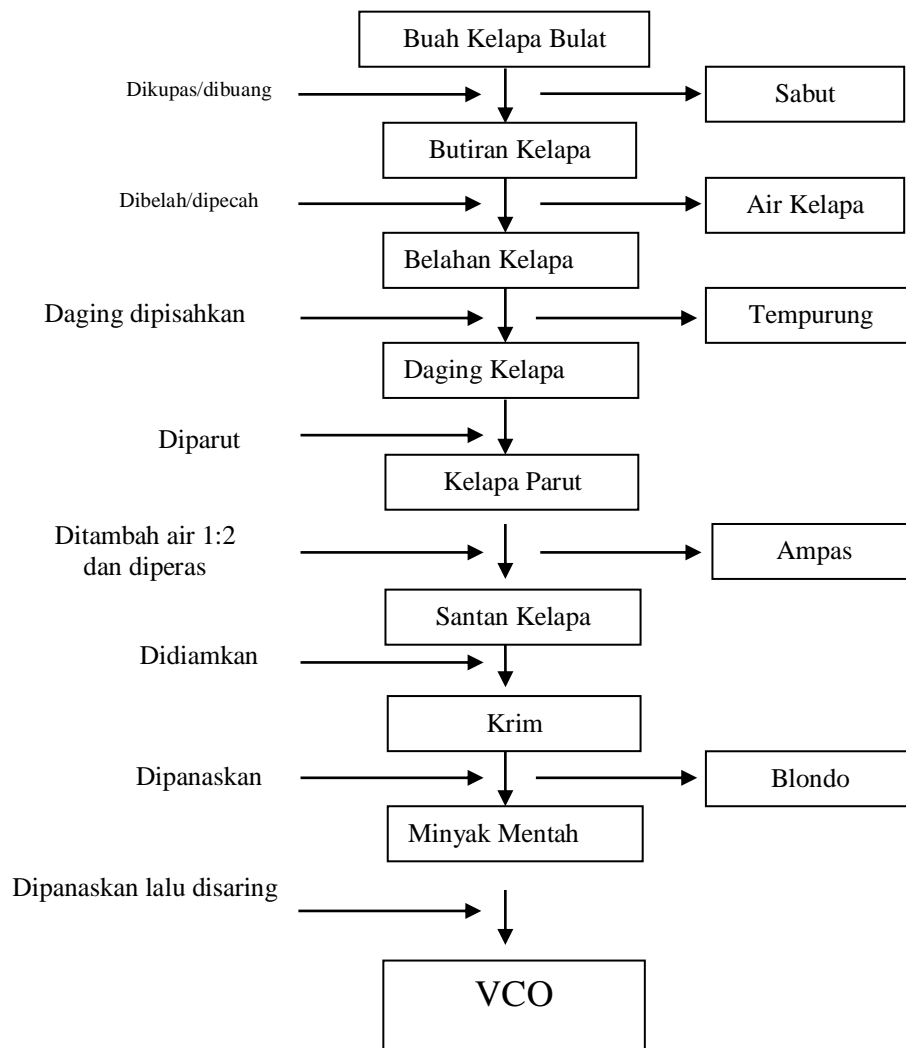 Buah Kelapa Bulat
Dikupas/dibuang
Sabut
Butiran Kelapa
Dibelah/dipecah
Air Kelapa
Belahan Kelapa
Daging dipisahkan
Tempurung
Daging Kelapa
Diparut
Kelapa Parut
Ditambah air 1:2
dan diperas
Ampas
Santan Kelapa
Didiamkan
Krim
Dipanaskan
Blondo
Minyak Mentah
Dipanaskan lalu disaring
VCO